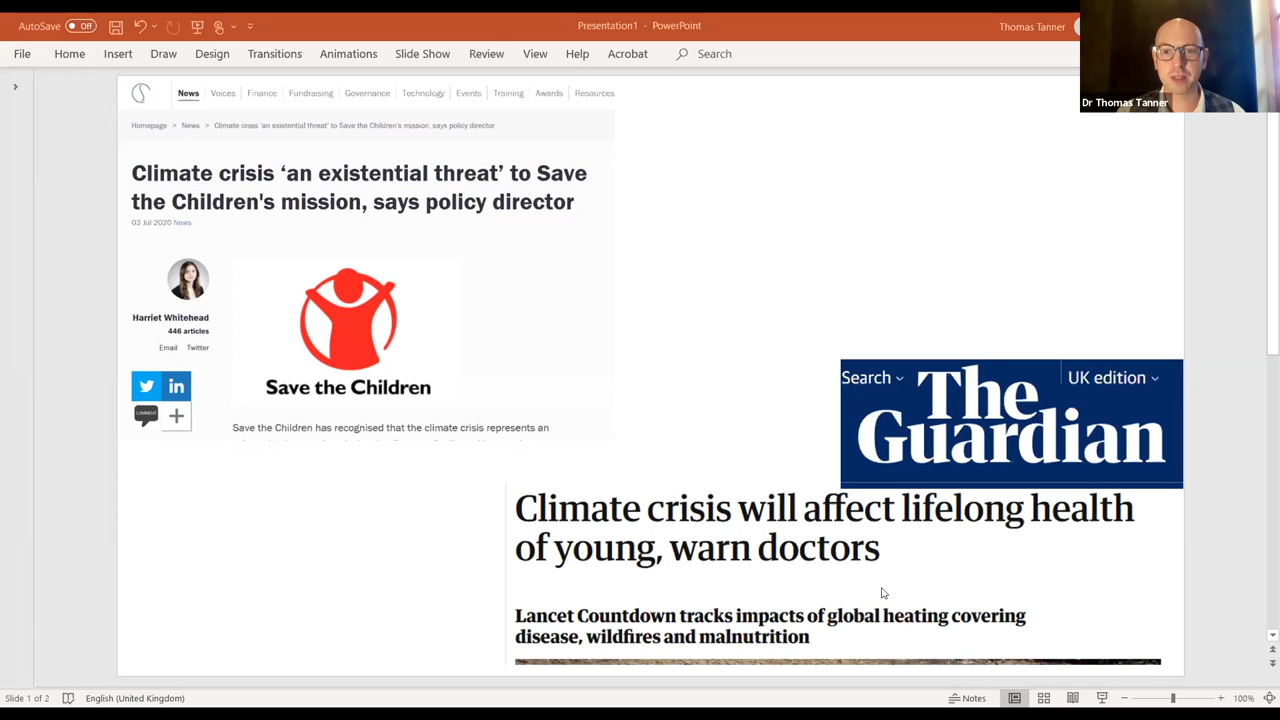 AutoSave Off
Presentation1 - PowerPoint
Thomas Tanner
File Home Insert Draw Design Transitions Animations Slide Show Review View Help Acrobat Search
Dr Thomas Tanner
News Voices Finance Fundraising Governance Technology Events Training Awards Resources
Homepage > News > Climate crisis 'an existential threat' to Save the Children's mission, says policy director
Climate crisis ‘an existential threat’ to Save
the Children's mission, says policy director
03 Jul 2020 News
Harriet Whitehead
446 articles
Email Twitter
in
COMMENT
+
Save the Children
Save the Children has recognised that the climate crisis represents an
Search
UK edition
The
Guardian
Climate crisis will affect lifelong health
of young, warn doctors
Lancet Countdown tracks impacts of global heating covering
disease, wildfires and malnutrition
Slide 1 of 2 English (United Kingdom)
Notes
100%